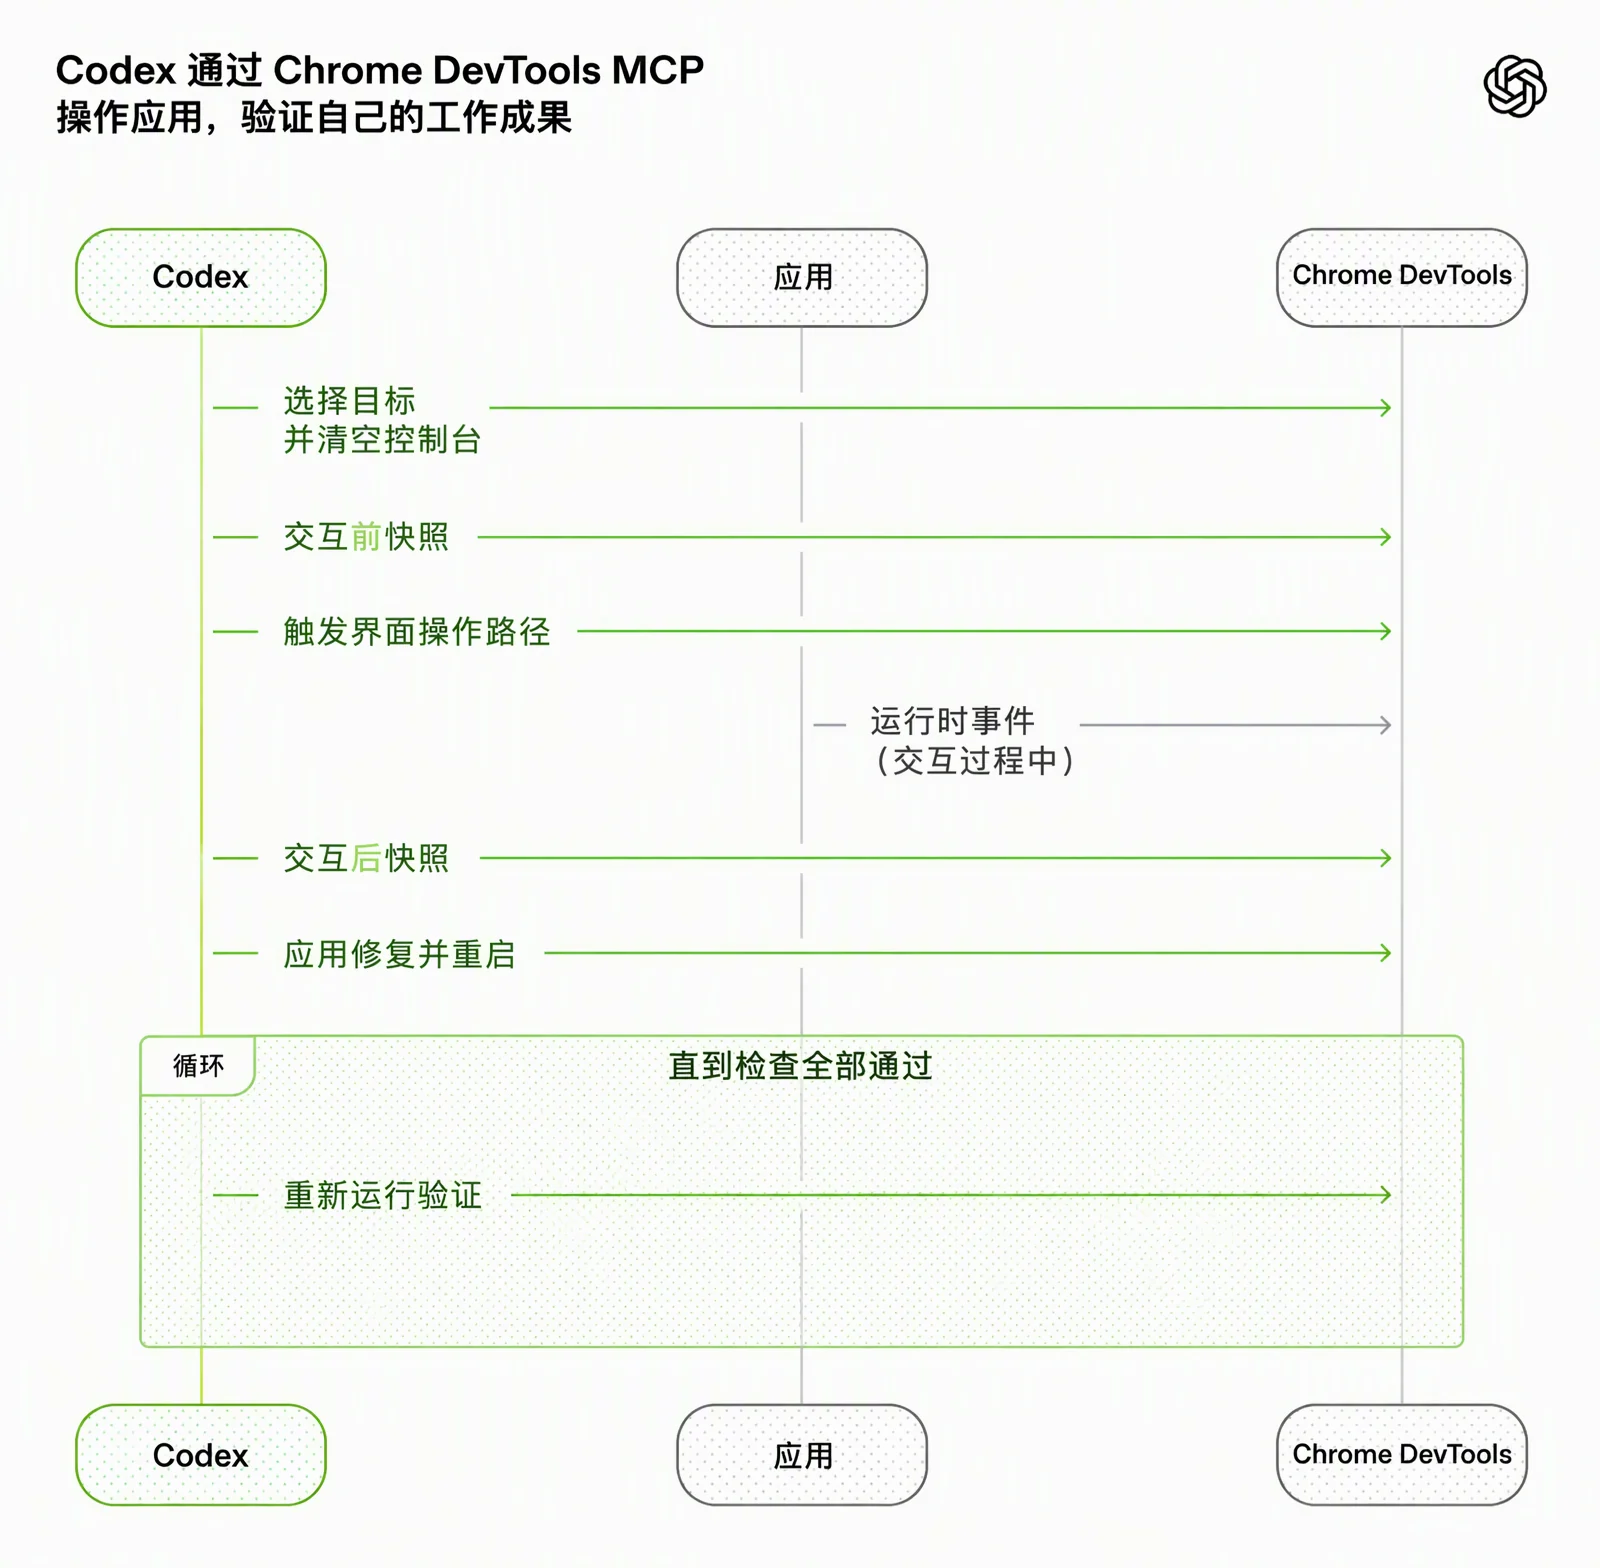 Codex 通过 Chrome DevTools MCP
操作应用，验证自己的工作成果
Codex
应用
Chrome DevTools
选择目标
并清空控制台
交互前快照
触发界面操作路径
运行时事件
（交互过程中）
交互后快照
应用修复并重启
循环
直到检查全部通过
重新运行验证
Codex
应用
Chrome DevTools